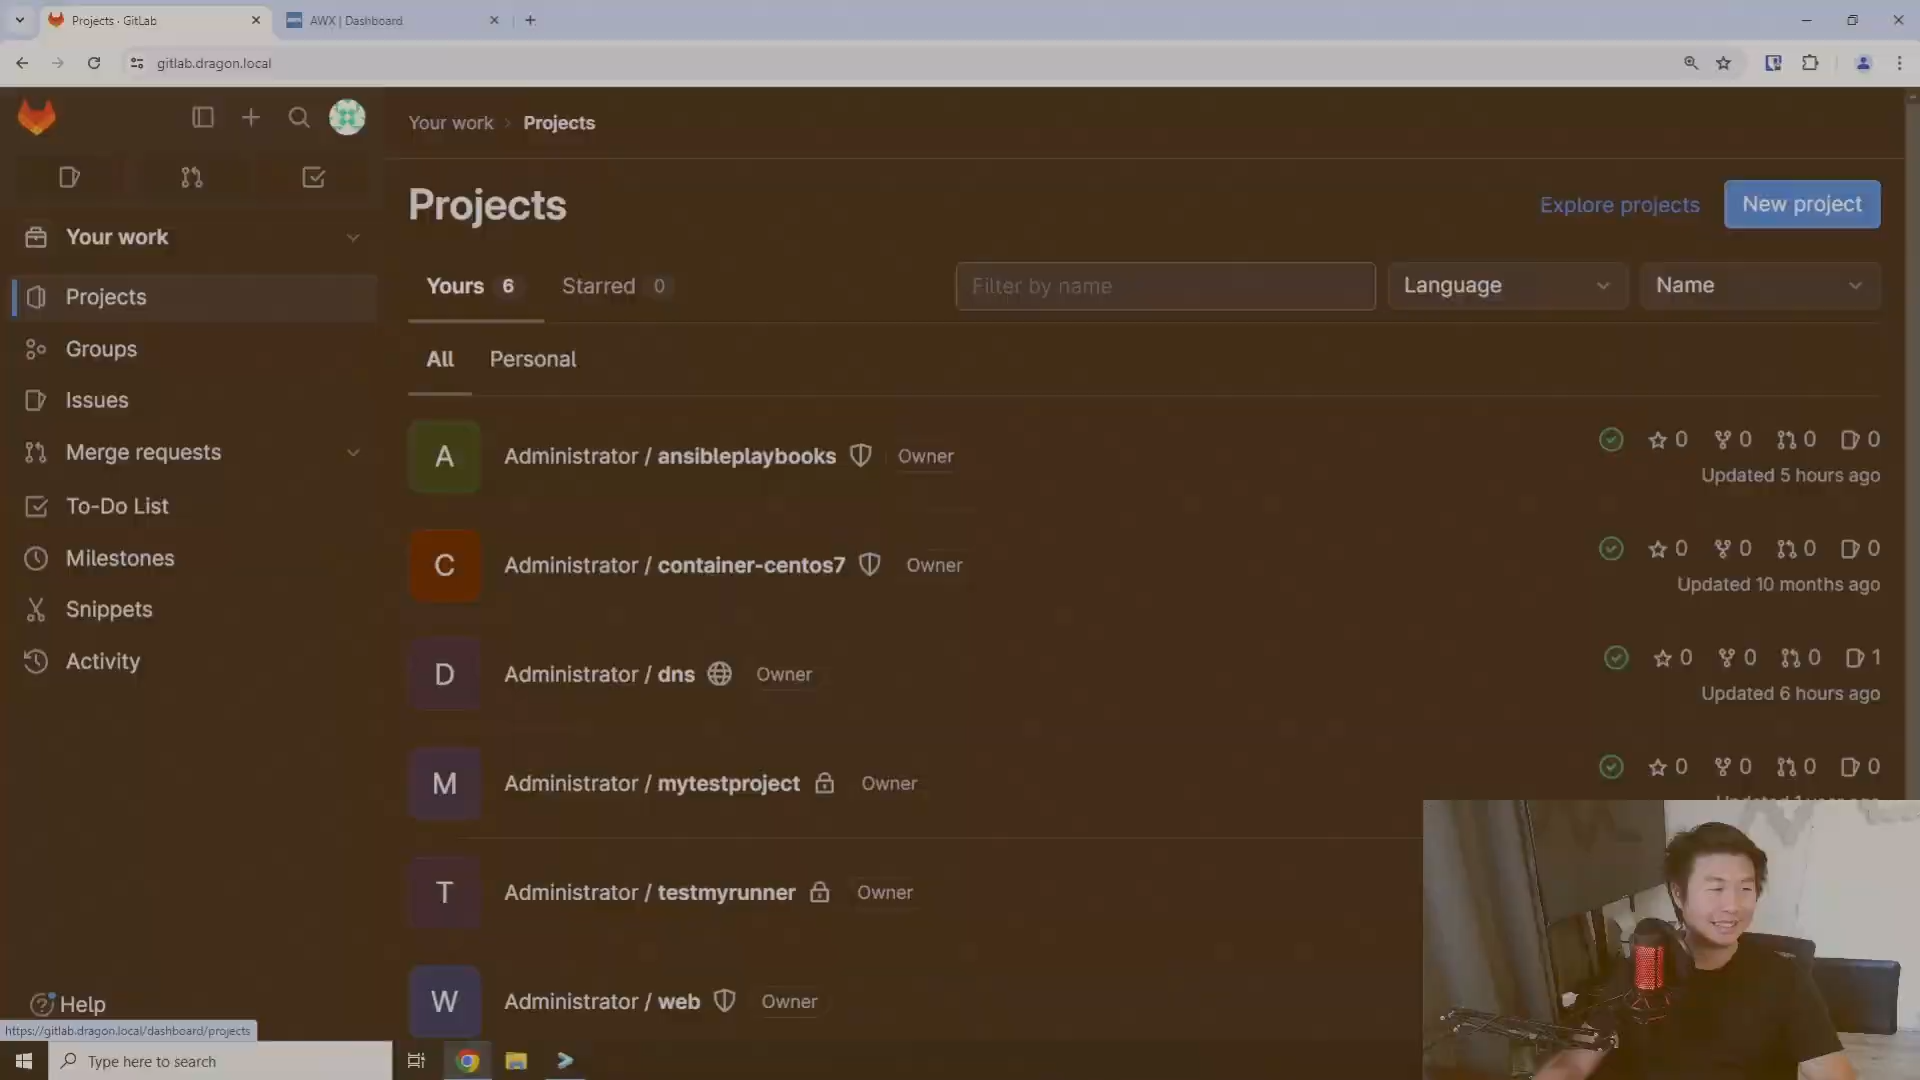 Projects · GitLab
AWX | Dashboard
gitlab.dragon.local
Your work
Projects
Groups
Issues
Merge requests
To-Do List
Milestones
Snippets
Activity
Help
https://gitlab.dragon.local/dashboard/projects
Your work > Projects
Projects
Explore projects
New project
Yours 6
Starred 0
Filter by name
Language
Name
All
Personal
A
Administrator / ansibleplaybooks
Owner
0 0 0 0
Updated 5 hours ago
C
Administrator / container-centos7
Owner
0 0 0 0
Updated 10 months ago
D
Administrator / dns
Owner
0 0 0 1
Updated 6 hours ago
M
Administrator / mytestproject
Owner
0 0 0 0
Updated 1 year ago
T
Administrator / testmyrunner
Owner
W
Administrator / web
Owner
Type here to search